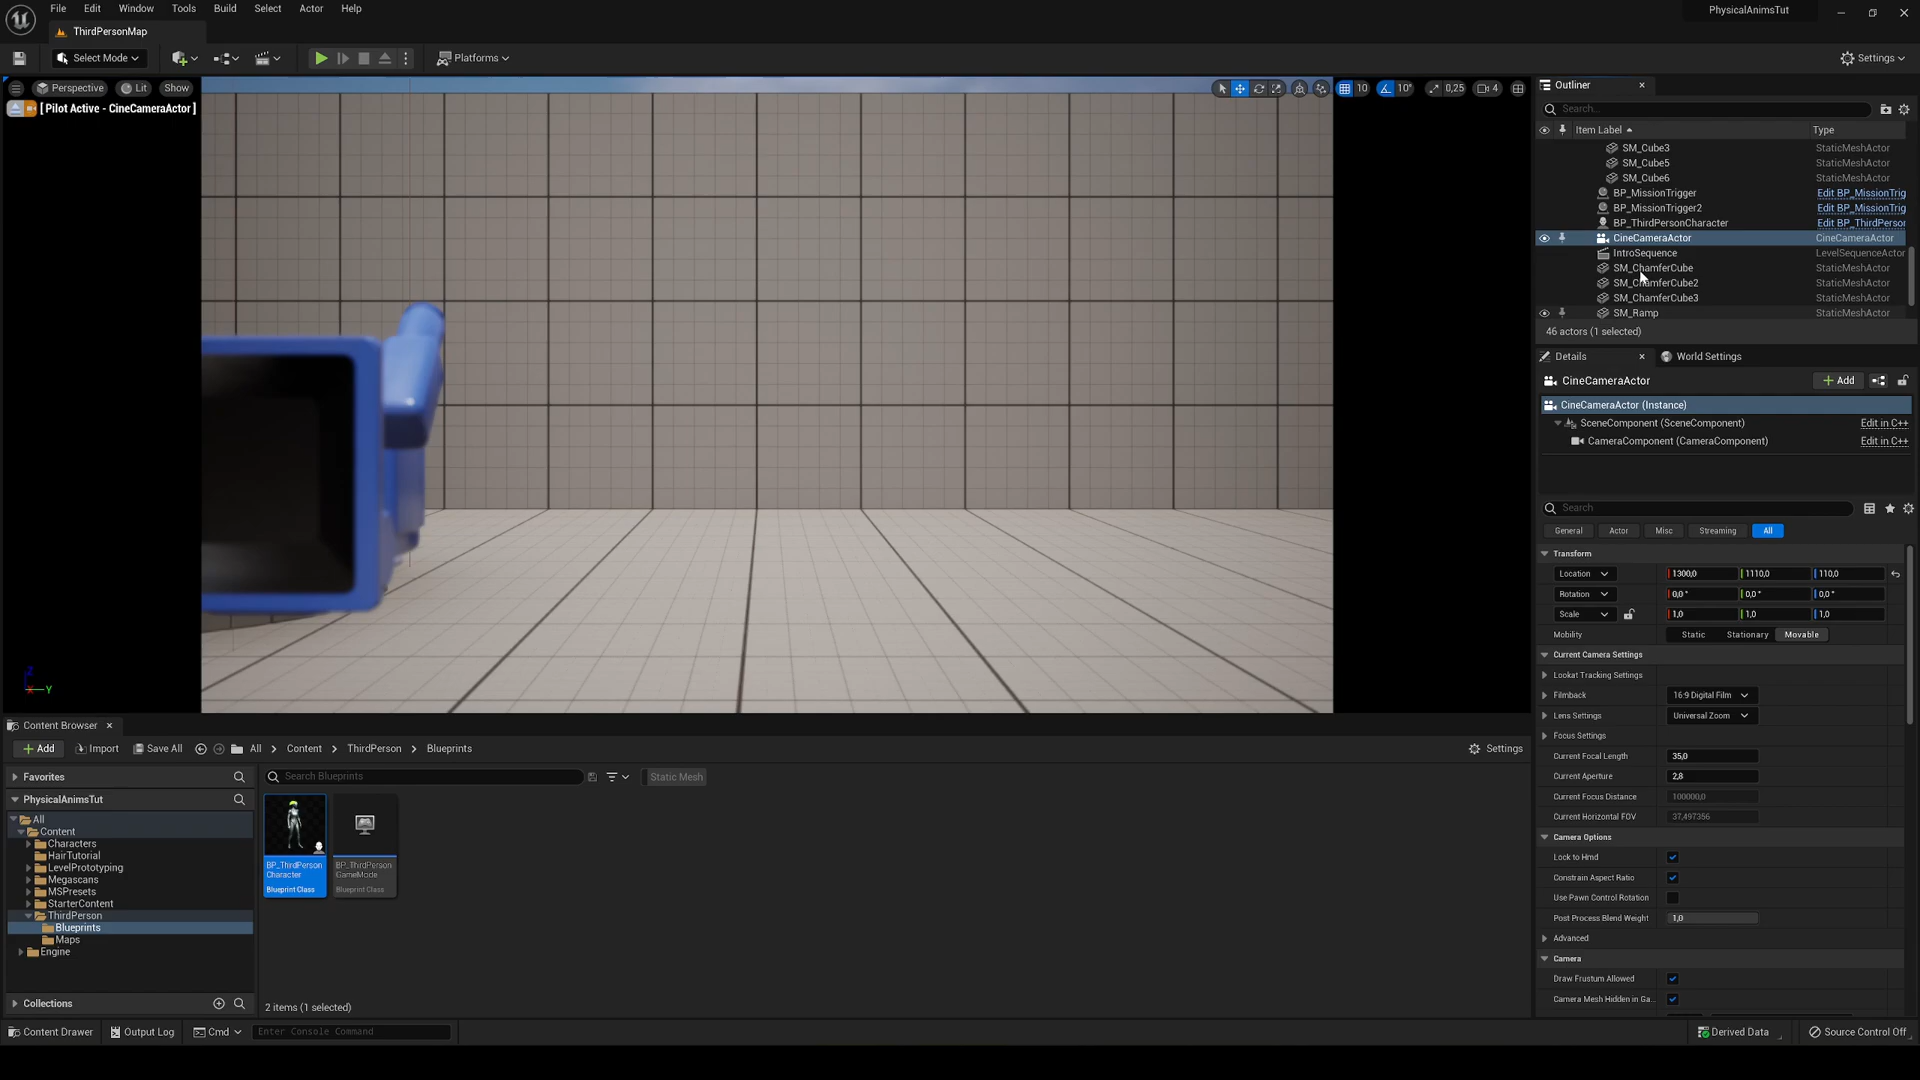 File Edit Window Tools Build Select Actor Help
PhysicalAnimsTut
ThirdPersonMap
Select Mode
Platforms
Settings
Perspective Lit Show
[ Pilot Active - CineCameraActor ]
10 10° 0,25 4
Z
X Y
Outliner
Search...
Item Label Type
SM_Cube3 StaticMeshActor
SM_Cube5 StaticMeshActor
SM_Cube6 StaticMeshActor
BP_MissionTrigger Edit BP_MissionTrig
BP_MissionTrigger2 Edit BP_MissionTrig
BP_ThirdPersonCharacter Edit BP_ThirdPerson
CineCameraActor CineCameraActor
IntroSequence LevelSequenceActor
SM_ChamferCube StaticMeshActor
SM_ChamferCube2 StaticMeshActor
SM_ChamferCube3 StaticMeshActor
SM_Ramp StaticMeshActor
46 actors (1 selected)
Details World Settings
CineCameraActor Add
CineCameraActor (Instance)
SceneComponent (SceneComponent) Edit in C++
CameraComponent (CameraComponent) Edit in C++
Search
General Actor Misc Streaming All
Transform
Location 1300,0 1110,0 110,0
Rotation 0,0° 0,0° 0,0°
Scale 1,0 1,0 1,0
Mobility Static Stationary Movable
Current Camera Settings
Lookat Tracking Settings
Filmback 16:9 Digital Film
Lens Settings Universal Zoom
Focus Settings
Current Focal Length 35,0
Current Aperture 2,8
Current Focus Distance 100000,0
Current Horizontal FOV 37,497356
Camera Options
Lock to Hmd
Constrain Aspect Ratio
Use Pawn Control Rotation
Post Process Blend Weight 1,0
Advanced
Camera
Draw Frustum Allowed
Camera Mesh Hidden in Ga...
Content Browser
Add Import Save All All Content ThirdPerson Blueprints Settings
Favorites
PhysicalAnimsTut
All
Content
Characters
HairTutorial
LevelPrototyping
Megascans
MSPresets
StarterContent
ThirdPerson
Blueprints
Maps
Engine
Collections
Search Blueprints Static Mesh
BP_ThirdPerson
Character
Blueprint Class
BP_ThirdPerson
GameMode
Blueprint Class
2 items (1 selected)
Content Drawer Output Log Cmd Enter Console Command Derived Data Source Control Off